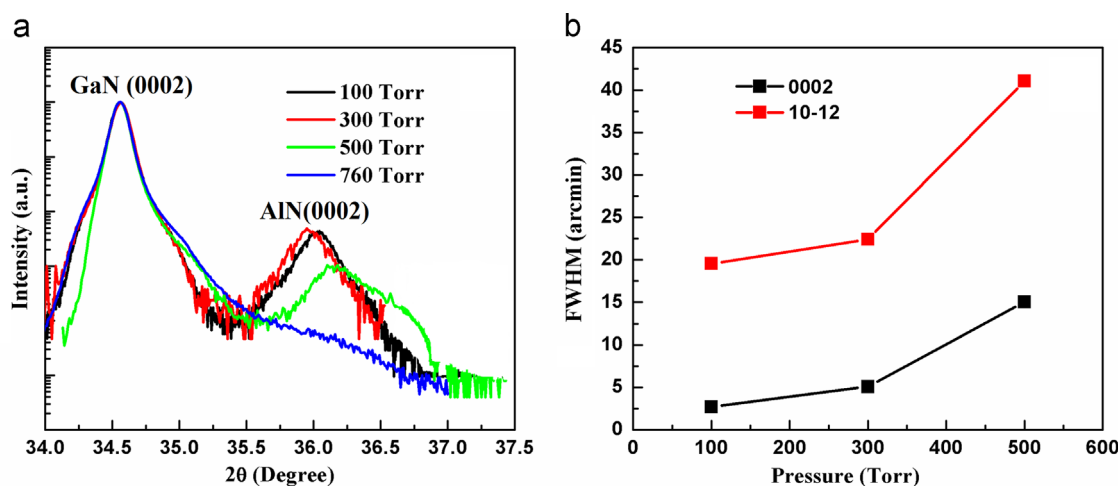 a
GaN (0002)
100 Torr
300 Torr
500 Torr
760 Torr
AlN(0002)
Intensity (a.u.)
34.0 34.5 35.0 35.5 36.0 36.5 37.0 37.5
2θ (Degree)
b
45
40
35
30
25
20
15
10
5
0
0002
10-12
FWHM (arcmin)
0 100 200 300 400 500 600
Pressure (Torr)